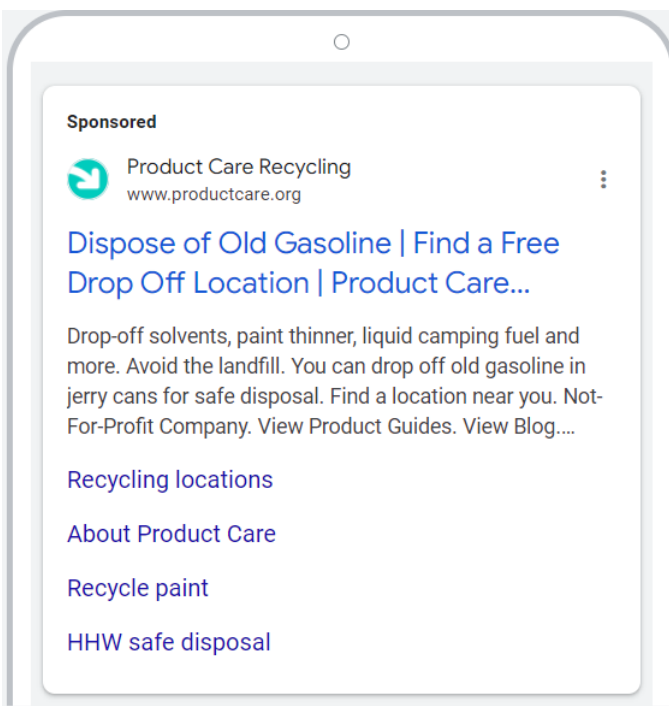 Sponsored
Product Care Recycling
www.productcare.org
Dispose of Old Gasoline | Find a Free
Drop Off Location | Product Care...
Drop-off solvents, paint thinner, liquid camping fuel and
more. Avoid the landfill. You can drop off old gasoline in
jerry cans for safe disposal. Find a location near you. Not-
For-Profit Company. View Product Guides. View Blog....
Recycling locations
About Product Care
Recycle paint
HHW safe disposal